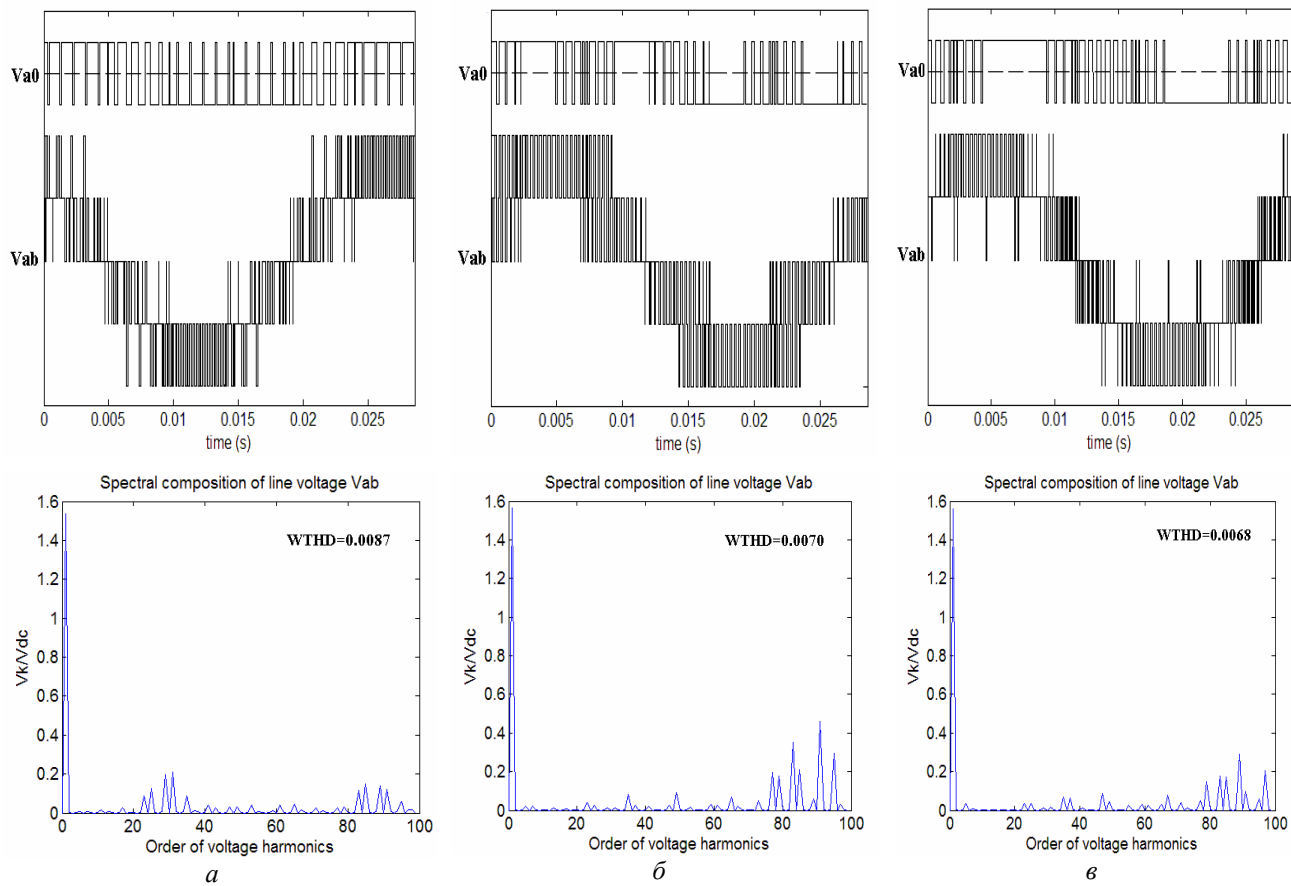 Va0
Vab
0 0.005 0.01 0.015 0.02 0.025
time (s)
Va0
Vab
0 0.005 0.01 0.015 0.02 0.025
time (s)
Va0
Vab
0 0.005 0.01 0.015 0.02 0.025
time (s)
Spectral composition of line voltage Vab
WTHD=0.0087
Vk/Vdc
1.6
1.4
1.2
1
0.8
0.6
0.4
0.2
0
0 20 40 60 80 100
Order of voltage harmonics
а
Spectral composition of line voltage Vab
WTHD=0.0070
Vk/Vdc
1.6
1.4
1.2
1
0.8
0.6
0.4
0.2
0
0 20 40 60 80 100
Order of voltage harmonics
б
Spectral composition of line voltage Vab
WTHD=0.0068
Vk/Vdc
1.6
1.4
1.2
1
0.8
0.6
0.4
0.2
0
0 20 40 60 80 100
Order of voltage harmonics
в